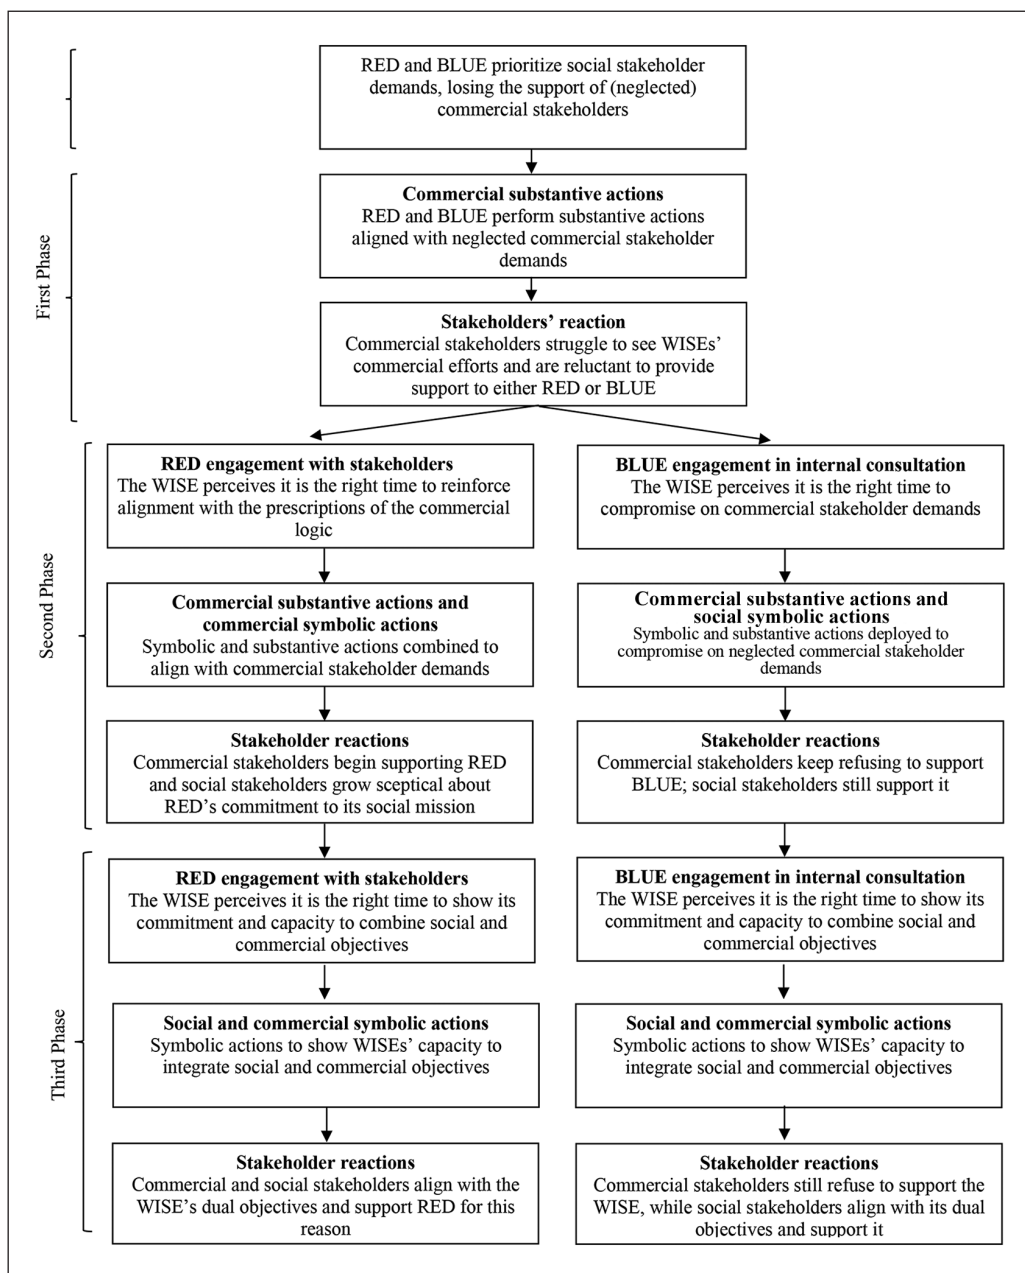 RED and BLUE prioritize social stakeholder
demands, losing the support of (neglected)
commercial stakeholders
First Phase
Commercial substantive actions
RED and BLUE perform substantive actions
aligned with neglected commercial stakeholder
demands
Stakeholders’ reaction
Commercial stakeholders struggle to see WISEs’
commercial efforts and are reluctant to provide
support to either RED or BLUE
Second Phase
RED engagement with stakeholders
The WISE perceives it is the right time to reinforce
alignment with the prescriptions of the commercial
logic
BLUE engagement in internal consultation
The WISE perceives it is the right time to
compromise on commercial stakeholder demands
Commercial substantive actions and
commercial symbolic actions
Symbolic and substantive actions combined to
align with commercial stakeholder demands
Commercial substantive actions and
social symbolic actions
Symbolic and substantive actions deployed to
compromise on neglected commercial stakeholder
demands
Stakeholder reactions
Commercial stakeholders begin supporting RED
and social stakeholders grow sceptical about
RED’s commitment to its social mission
Stakeholder reactions
Commercial stakeholders keep refusing to support
BLUE; social stakeholders still support it
Third Phase
RED engagement with stakeholders
The WISE perceives it is the right time to show its
commitment and capacity to combine social and
commercial objectives
BLUE engagement in internal consultation
The WISE perceives it is the right time to show its
commitment and capacity to combine social and
commercial objectives
Social and commercial symbolic actions
Symbolic actions to show WISEs’ capacity to
integrate social and commercial objectives
Social and commercial symbolic actions
Symbolic actions to show WISEs’ capacity to
integrate social and commercial objectives
Stakeholder reactions
Commercial and social stakeholders align with the
WISE’s dual objectives and support RED for this
reason
Stakeholder reactions
Commercial stakeholders still refuse to support the
WISE, while social stakeholders align with its dual
objectives and support it